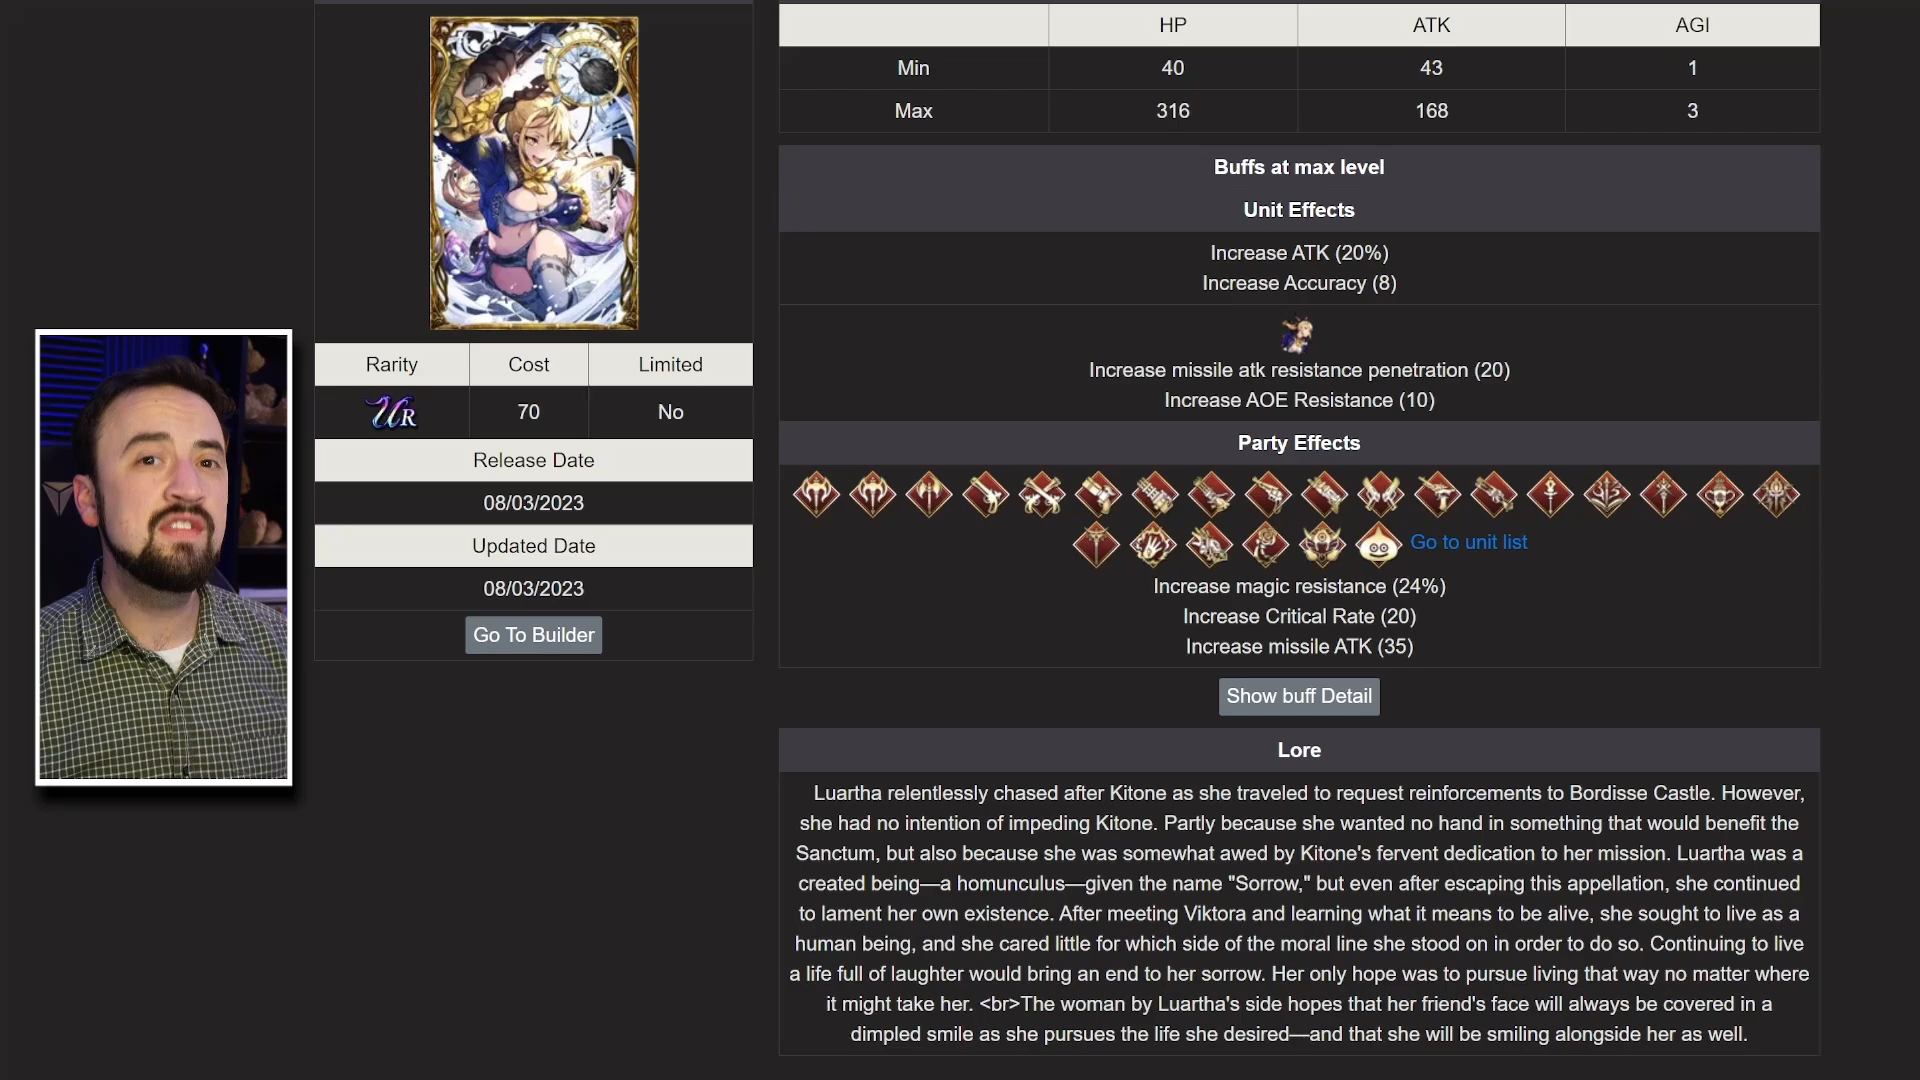 HP ATK AGI
Min 40 43 1
Max 316 168 3
Rarity Cost Limited
UR 70 No
Release Date
08/03/2023
Updated Date
08/03/2023
Go To Builder
Buffs at max level
Unit Effects
Increase ATK (20%)
Increase Accuracy (8)
Increase missile atk resistance penetration (20)
Increase AOE Resistance (10)
Party Effects
Go to unit list
Increase magic resistance (24%)
Increase Critical Rate (20)
Increase missile ATK (35)
Show buff Detail
Lore
Luartha relentlessly chased after Kitone as she traveled to request reinforcements to Bordisse Castle. However,
she had no intention of impeding Kitone. Partly because she wanted no hand in something that would benefit the
Sanctum, but also because she was somewhat awed by Kitone's fervent dedication to her mission. Luartha was a
created being—a homunculus—given the name "Sorrow," but even after escaping this appellation, she continued
to lament her own existence. After meeting Viktora and learning what it means to be alive, she sought to live as a
human being, and she cared little for which side of the moral line she stood on in order to do so. Continuing to live
a life full of laughter would bring an end to her sorrow. Her only hope was to pursue living that way no matter where
it might take her. <br>The woman by Luartha's side hopes that her friend's face will always be covered in a
dimpled smile as she pursues the life she desired—and that she will be smiling alongside her as well.